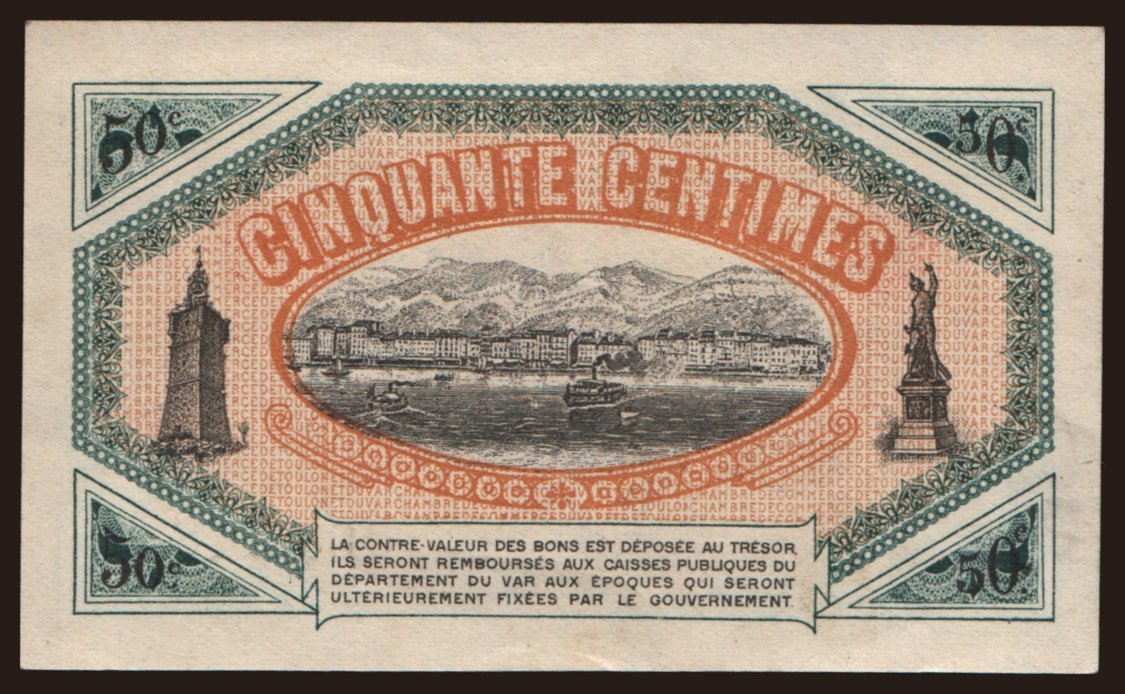 50c
50c
CINQUANTE CENTIMES
LA CONTRE-VALEUR DES BONS EST DÉPOSÉE AU TRÉSOR,
ILS SERONT REMBOURSÉS AUX CAISSES PUBLIQUES DU
DÉPARTEMENT DU VAR AUX ÉPOQUES QUI SERONT
ULTÉRIEUREMENT FIXÉES PAR LE GOUVERNEMENT.
50c.
50c.